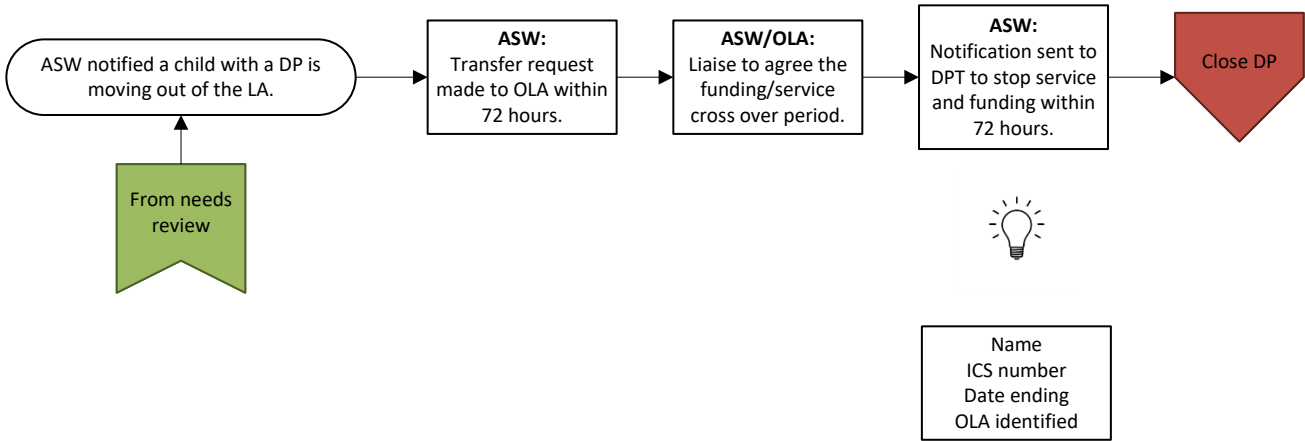 ASW notified a child with a DP is
moving out of the LA.
From needs
review
ASW:
Transfer request
made to OLA within
72 hours.
ASW/OLA:
Liaise to agree the
funding/service
cross over period.
ASW:
Notification sent to
DPT to stop service
and funding within
72 hours.
Close DP
Name
ICS number
Date ending
OLA identified